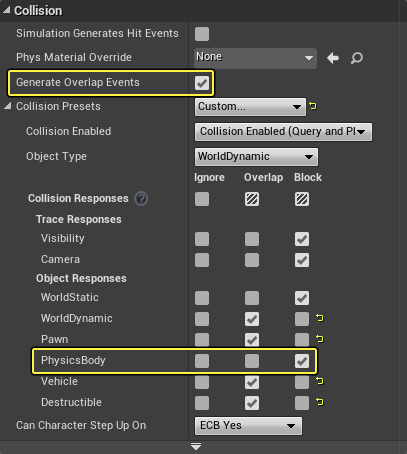 Collision
Simulation Generates Hit Events
Phys Material Override None
Generate Overlap Events
Collision Presets Custom...
Collision Enabled Collision Enabled (Query and Pl
Object Type WorldDynamic
Ignore Overlap Block
Collision Responses ?
Trace Responses
Visibility
Camera
Object Responses
WorldStatic
WorldDynamic
Pawn
PhysicsBody
Vehicle
Destructible
Can Character Step Up On ECB Yes